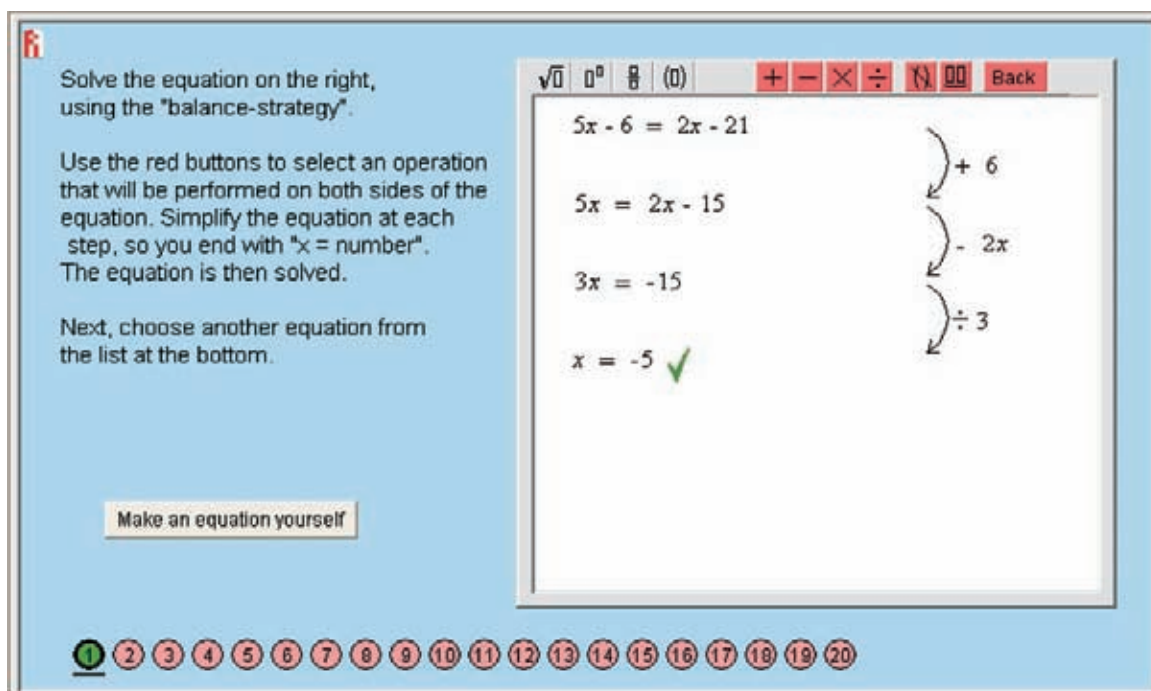 Solve the equation on the right,
using the "balance-strategy".
Use the red buttons to select an operation
that will be performed on both sides of the
equation. Simplify the equation at each
step, so you end with "x = number".
The equation is then solved.
Next, choose another equation from
the list at the bottom.
Make an equation yourself
√▯ ▯▯ ▯/▯ (▯) + − × ÷ () ▯▯ Back
5x - 6 = 2x - 21
+ 6
5x = 2x - 15
- 2x
3x = -15
÷ 3
x = -5 ✓
1 2 3 4 5 6 7 8 9 10 11 12 13 14 15 16 17 18 19 20